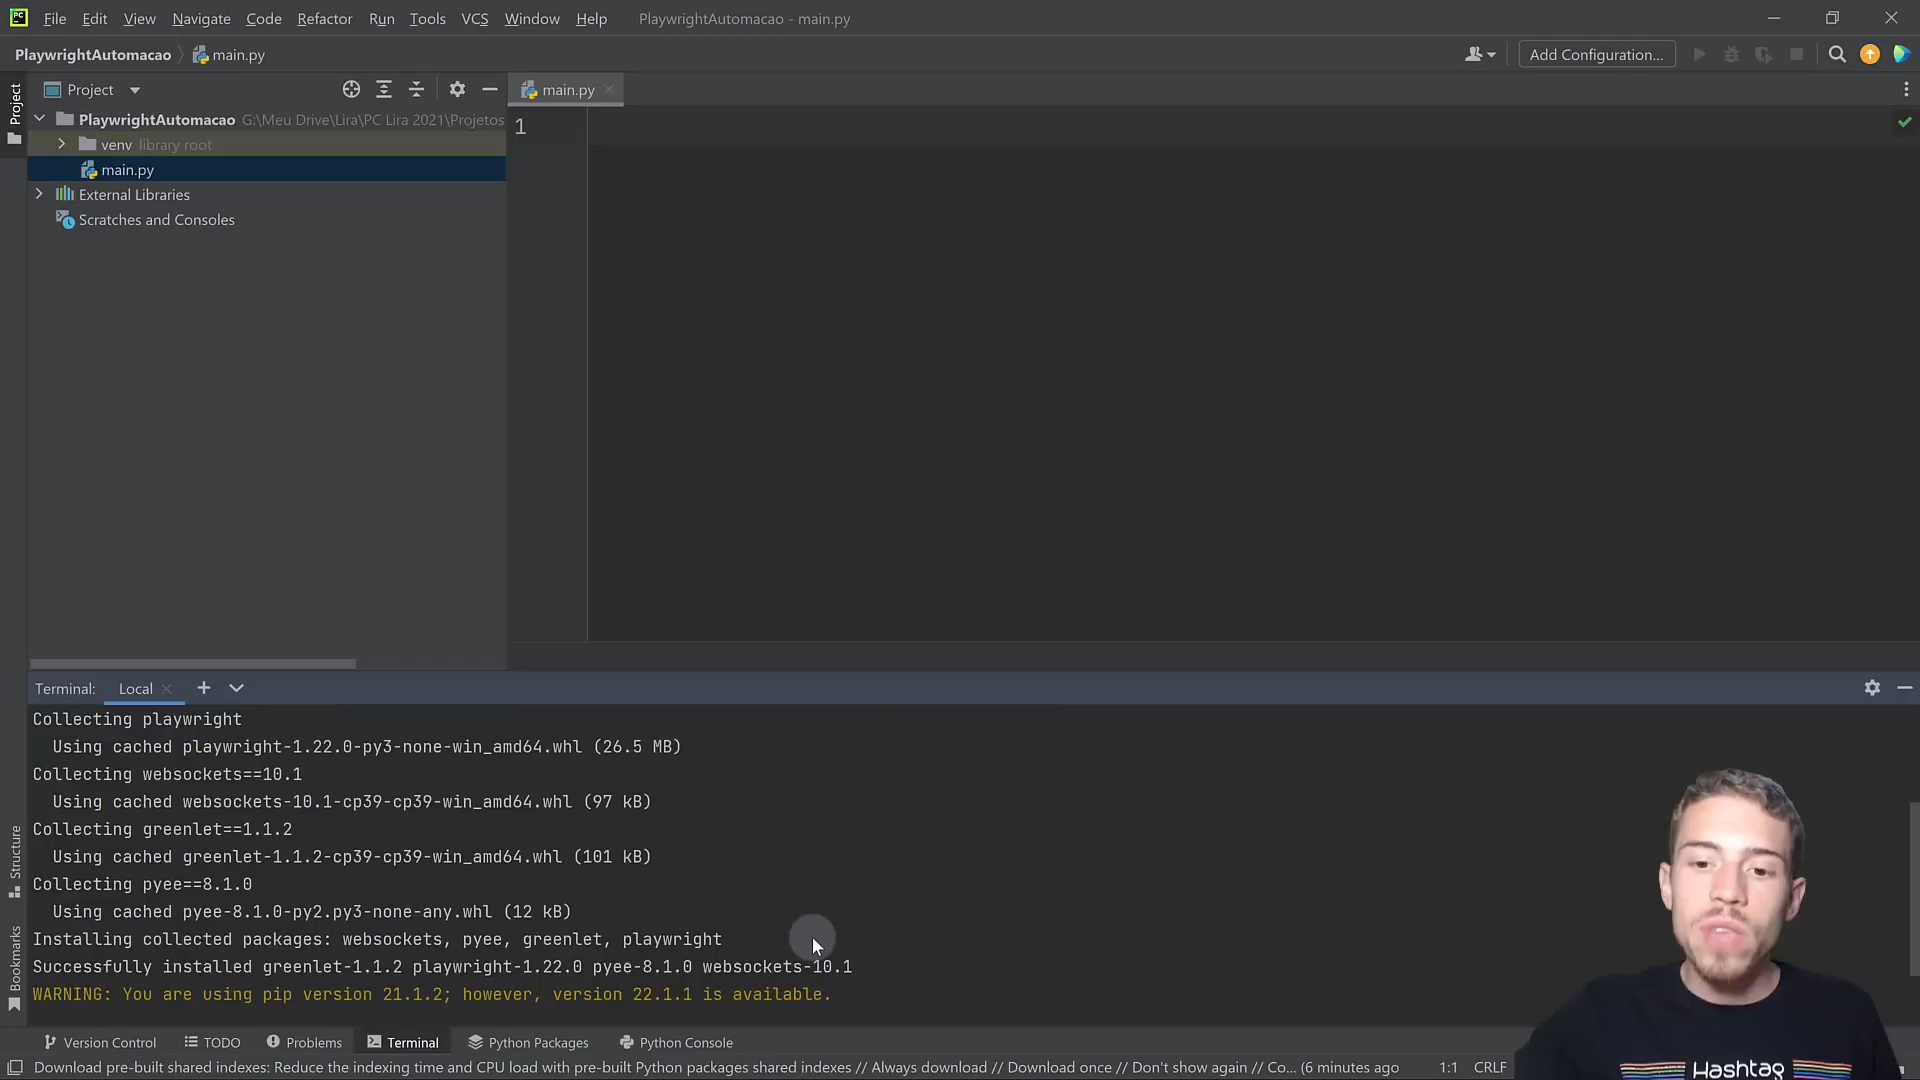 PC File Edit View Navigate Code Refactor Run Tools VCS Window Help PlaywrightAutomacao - main.py
PlaywrightAutomacao main.py Add Configuration...
Project Project main.py
PlaywrightAutomacao G:\Meu Drive\Lira\PC Lira 2021\Projetos 1
venv library root
main.py
External Libraries
Scratches and Consoles
Terminal: Local
Collecting playwright
Using cached playwright-1.22.0-py3-none-win_amd64.whl (26.5 MB)
Collecting websockets==10.1
Using cached websockets-10.1-cp39-cp39-win_amd64.whl (97 kB)
Collecting greenlet==1.1.2
Using cached greenlet-1.1.2-cp39-cp39-win_amd64.whl (101 kB)
Collecting pyee==8.1.0
Using cached pyee-8.1.0-py2.py3-none-any.whl (12 kB)
Installing collected packages: websockets, pyee, greenlet, playwright
Successfully installed greenlet-1.1.2 playwright-1.22.0 pyee-8.1.0 websockets-10.1
WARNING: You are using pip version 21.1.2; however, version 22.1.1 is available.
Structure
Bookmarks
Version Control TODO Problems Terminal Python Packages Python Console
Download pre-built shared indexes: Reduce the indexing time and CPU load with pre-built Python packages shared indexes // Always download // Download once // Don't show again // Co... (6 minutes ago 1:1 CRLF
Hashtag